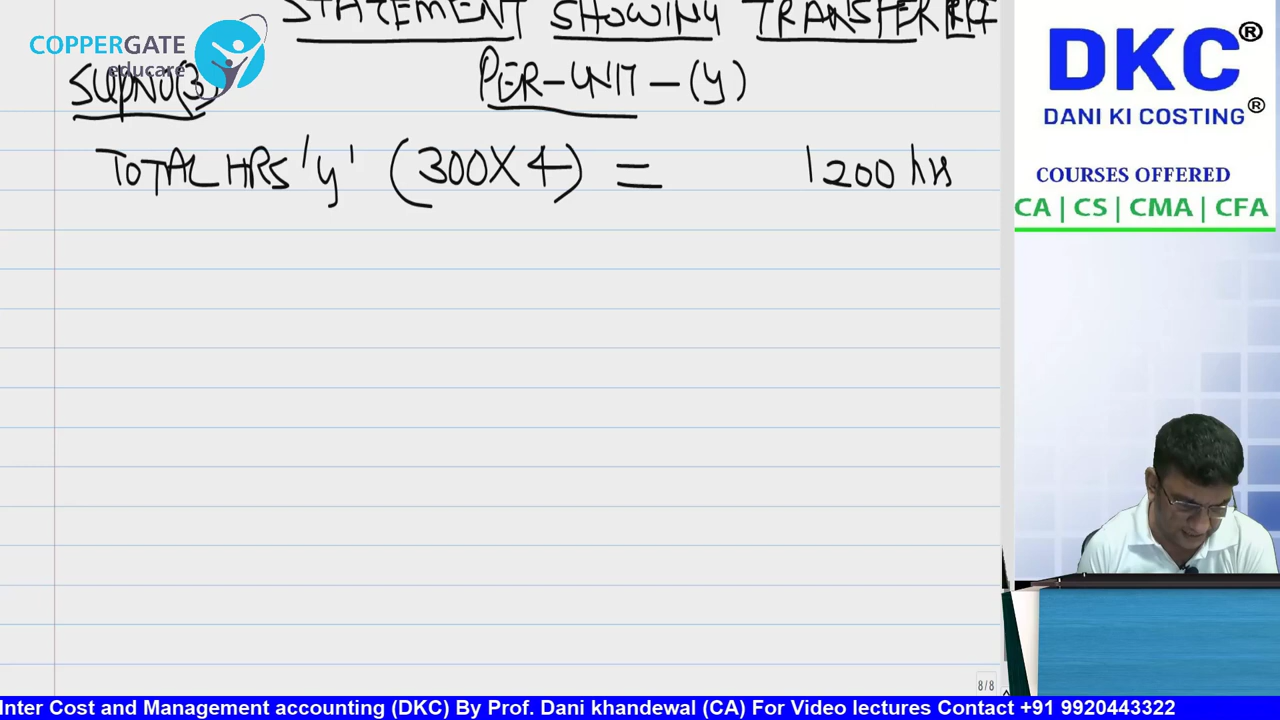 STATEMENT SHOWING TRANSFER PRICE
COPPERGATE
educare
PER-UNIT-(y)
TOTAL HRS 'y' (300X4) = 1200 hrs
DKC®
DANI KI COSTING®
COURSES OFFERED
CA | CS | CMA | CFA
8/8
Inter Cost and Management accounting (DKC) By Prof. Dani khandewal (CA) For Video lectures Contact +91 9920443322